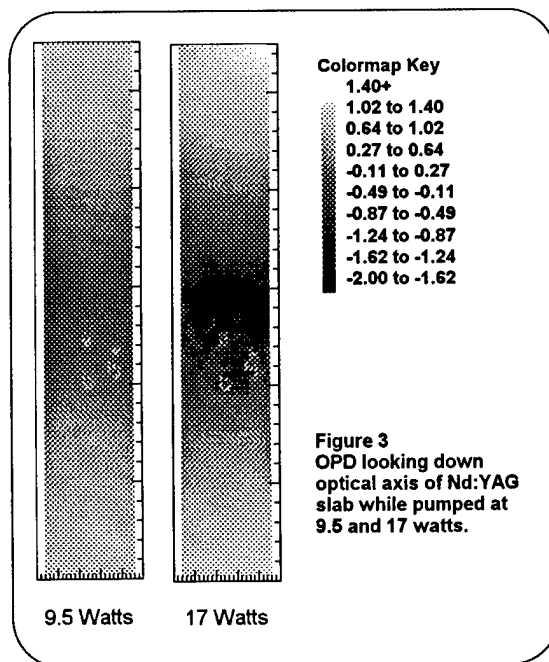 Colormap Key
1.40+
1.02 to 1.40
0.64 to 1.02
0.27 to 0.64
-0.11 to 0.27
-0.49 to -0.11
-0.87 to -0.49
-1.24 to -0.87
-1.62 to -1.24
-2.00 to -1.62
Figure 3
OPD looking down
optical axis of Nd:YAG
slab while pumped at
9.5 and 17 watts.
9.5 Watts
17 Watts